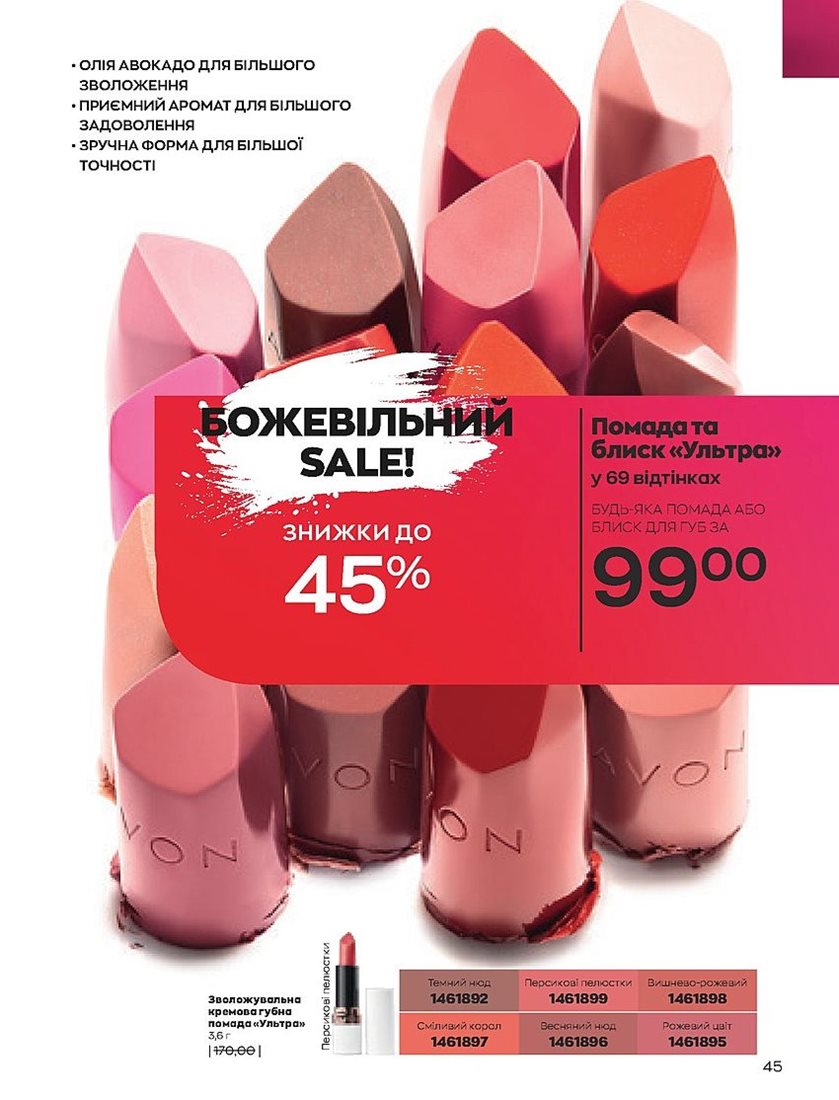 • ОЛІЯ АВОКАДО ДЛЯ БІЛЬШОГО
ЗВОЛОЖЕННЯ
• ПРИЄМНИЙ АРОМАТ ДЛЯ БІЛЬШОГО
ЗАДОВОЛЕННЯ
• ЗРУЧНА ФОРМА ДЛЯ БІЛЬШОЇ
ТОЧНОСТІ
БОЖЕВІЛЬНИЙ
SALE!
ЗНИЖКИ ДО
45%
Помада та
блиск «Ультра»
у 69 відтінках
БУДЬ-ЯКА ПОМАДА АБО
БЛИСК ДЛЯ ГУБ ЗА
9900
VON
AVON
VON
ON
Зволожувальна
кремова губна
помада «Ультра»
3,6 г
|170,00|
Персикові пелюстки
Темний нюд
1461892
Персикові пелюстки
1461899
Вишнево-рожевий
1461898
Сміливий корал
1461897
Весняний нюд
1461896
Рожевий цвіт
1461895
45